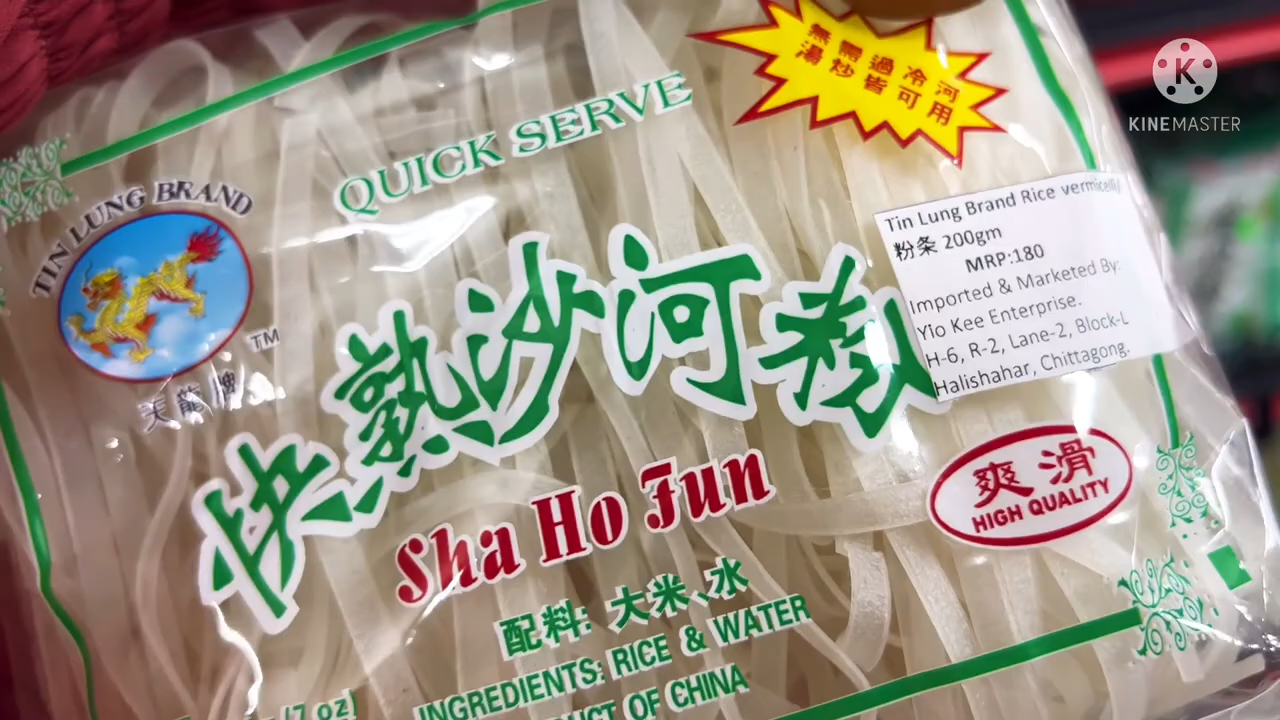 無需過冷河
湯炒皆可用
K
KINEMASTER
QUICK SERVE
TIN LUNG BRAND
TM
天龍牌
快熟沙河粉
Sha Ho Fun
Tin Lung Brand Rice vermicelli
粉条 200gm
MRP:180
Imported & Marketed By:
Yio Kee Enterprise.
H-6, R-2, Lane-2, Block-L
Halishahar, Chittagong.
爽滑
HIGH QUALITY
配料: 大米、水
INGREDIENTS: RICE & WATER
OF CHINA
(7 oz)